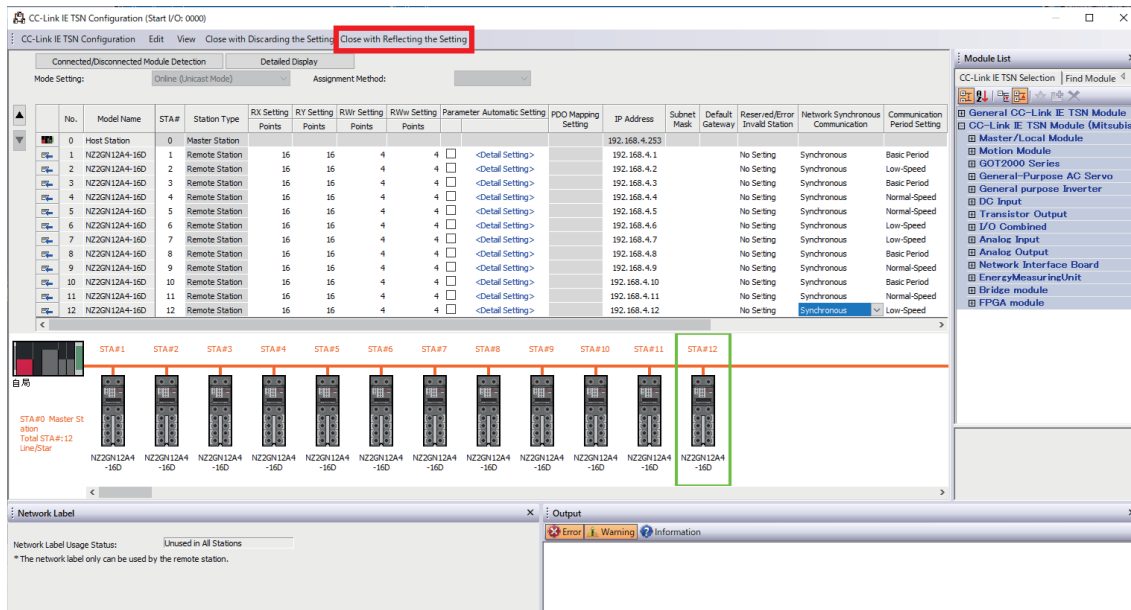 CC-Link IE TSN Configuration (Start I/O: 0000)
CC-Link IE TSN Configuration Edit View Close with Discarding the Setting Close with Reflecting the Setting
Connected/Disconnected Module Detection Detailed Display
Mode Setting: Online (Unicast Mode) Assignment Method:
No. Model Name STA# Station Type RX Setting RY Setting RWr Setting RWw Setting Parameter Automatic Setting PDO Mapping Setting IP Address Subnet Mask Default Gateway Reserved/Error Invalid Station Network Synchronous Communication Communication Period Setting
Points Points Points Points
0 Host Station 0 Master Station 192.168.4.253
1 NZ2GN12A4-16D 1 Remote Station 16 16 4 4 <Detail Setting> 192.168.4.1 No Seting Synchronous Basic Period
2 NZ2GN12A4-16D 2 Remote Station 16 16 4 4 <Detail Setting> 192.168.4.2 No Seting Synchronous Low-Speed
3 NZ2GN12A4-16D 3 Remote Station 16 16 4 4 <Detail Setting> 192.168.4.3 No Seting Synchronous Basic Period
4 NZ2GN12A4-16D 4 Remote Station 16 16 4 4 <Detail Setting> 192.168.4.4 No Seting Synchronous Normal-Speed
5 NZ2GN12A4-16D 5 Remote Station 16 16 4 4 <Detail Setting> 192.168.4.5 No Seting Synchronous Normal-Speed
6 NZ2GN12A4-16D 6 Remote Station 16 16 4 4 <Detail Setting> 192.168.4.6 No Seting Synchronous Low-Speed
7 NZ2GN12A4-16D 7 Remote Station 16 16 4 4 <Detail Setting> 192.168.4.7 No Seting Synchronous Low-Speed
8 NZ2GN12A4-16D 8 Remote Station 16 16 4 4 <Detail Setting> 192.168.4.8 No Seting Synchronous Basic Period
9 NZ2GN12A4-16D 9 Remote Station 16 16 4 4 <Detail Setting> 192.168.4.9 No Seting Synchronous Normal-Speed
10 NZ2GN12A4-16D 10 Remote Station 16 16 4 4 <Detail Setting> 192.168.4.10 No Seting Synchronous Basic Period
11 NZ2GN12A4-16D 11 Remote Station 16 16 4 4 <Detail Setting> 192.168.4.11 No Seting Synchronous Normal-Speed
12 NZ2GN12A4-16D 12 Remote Station 16 16 4 4 <Detail Setting> 192.168.4.12 No Seting Synchronous Low-Speed
STA#1 STA#2 STA#3 STA#4 STA#5 STA#6 STA#7 STA#8 STA#9 STA#10 STA#11 STA#12
自局
STA#0 Master St
ation
Total STA#:12
Line/Star
NZ2GN12A4 NZ2GN12A4 NZ2GN12A4 NZ2GN12A4 NZ2GN12A4 NZ2GN12A4 NZ2GN12A4 NZ2GN12A4 NZ2GN12A4 NZ2GN12A4 NZ2GN12A4 NZ2GN12A4
-16D -16D -16D -16D -16D -16D -16D -16D -16D -16D -16D -16D
Module List
CC-Link IE TSN Selection Find Module
General CC-Link IE TSN Module
CC-Link IE TSN Module (Mitsubis
Master/Local Module
Motion Module
GOT2000 Series
General-Purpose AC Servo
General purpose Inverter
DC Input
Transistor Output
I/O Combined
Analog Input
Analog Output
Network Interface Board
EnergyMeasuringUnit
Bridge module
FPGA module
Network Label
Network Label Usage Status: Unused in All Stations
* The network label only can be used by the remote station.
Output
Error Warning Information